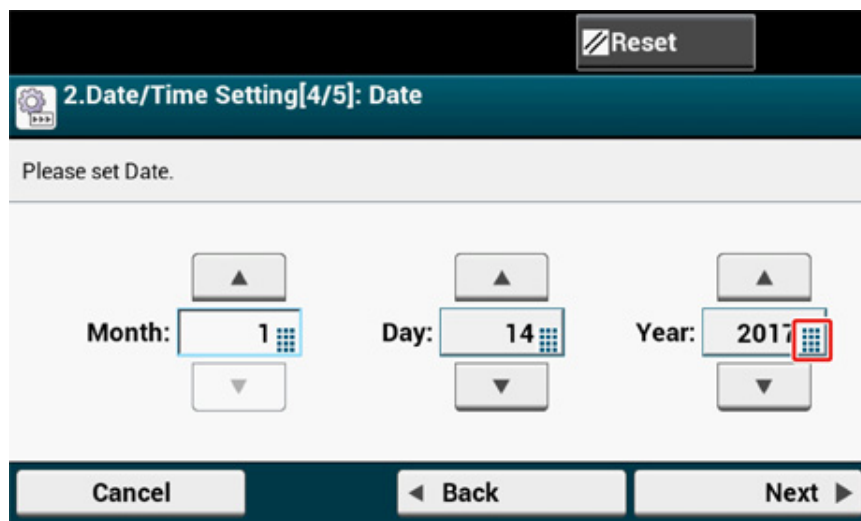 Reset
2.Date/Time Setting[4/5]: Date
Please set Date.
Month: 1 Day: 14 Year: 2017
Cancel Back Next